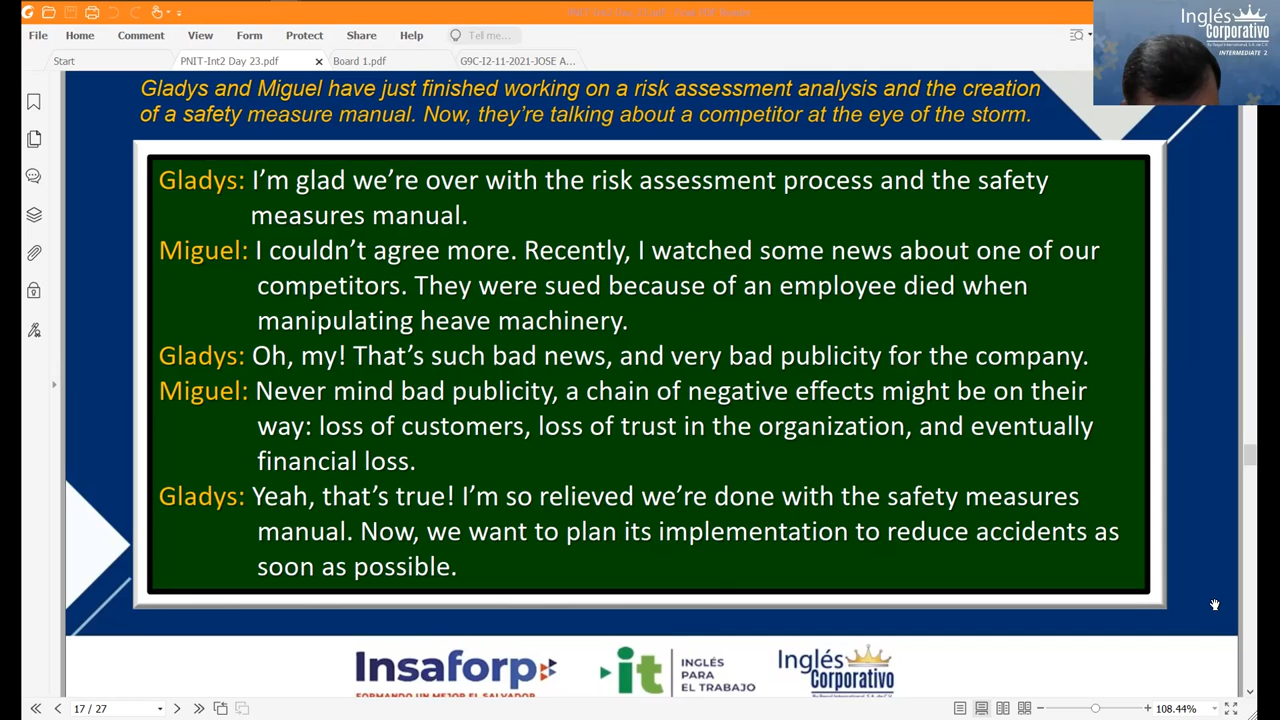 File Home Comment View Form Protect Share Help Tell me...
Start PNIT-Int2 Day 23.pdf Board 1.pdf G9C-I2-11-2021-JOSE A...
Inglés
Corporativo
INTERMEDIATE 2
Gladys and Miguel have just finished working on a risk assessment analysis and the creation
of a safety measure manual. Now, they're talking about a competitor at the eye of the storm.
Gladys: I'm glad we're over with the risk assessment process and the safety
measures manual.
Miguel: I couldn't agree more. Recently, I watched some news about one of our
competitors. They were sued because of an employee died when
manipulating heave machinery.
Gladys: Oh, my! That's such bad news, and very bad publicity for the company.
Miguel: Never mind bad publicity, a chain of negative effects might be on their
way: loss of customers, loss of trust in the organization, and eventually
financial loss.
Gladys: Yeah, that's true! I'm so relieved we're done with the safety measures
manual. Now, we want to plan its implementation to reduce accidents as
soon as possible.
Insaforp
FORMANDO UN MEJOR EL SALVADOR
it
INGLÉS
PARA
EL TRABAJO
Inglés
Corporativo
17 / 27
108.44%